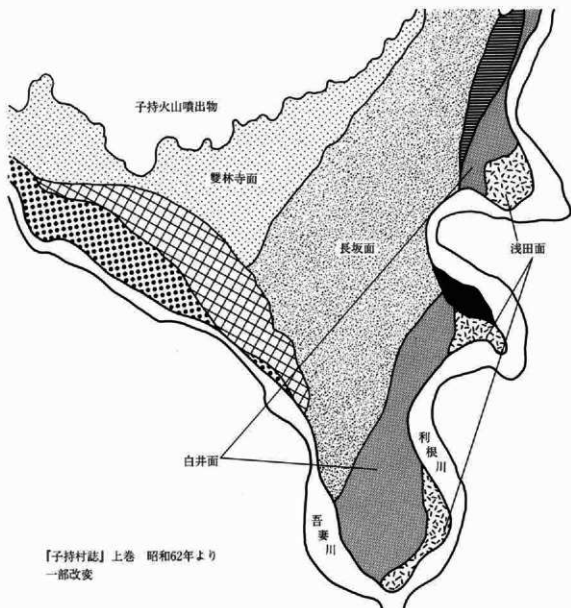 子持火山噴出物
雙林寺面
長坂面
浅田面
白井面
利根川
吾妻川
『子持村誌』上巻 昭和62年より
一部改変